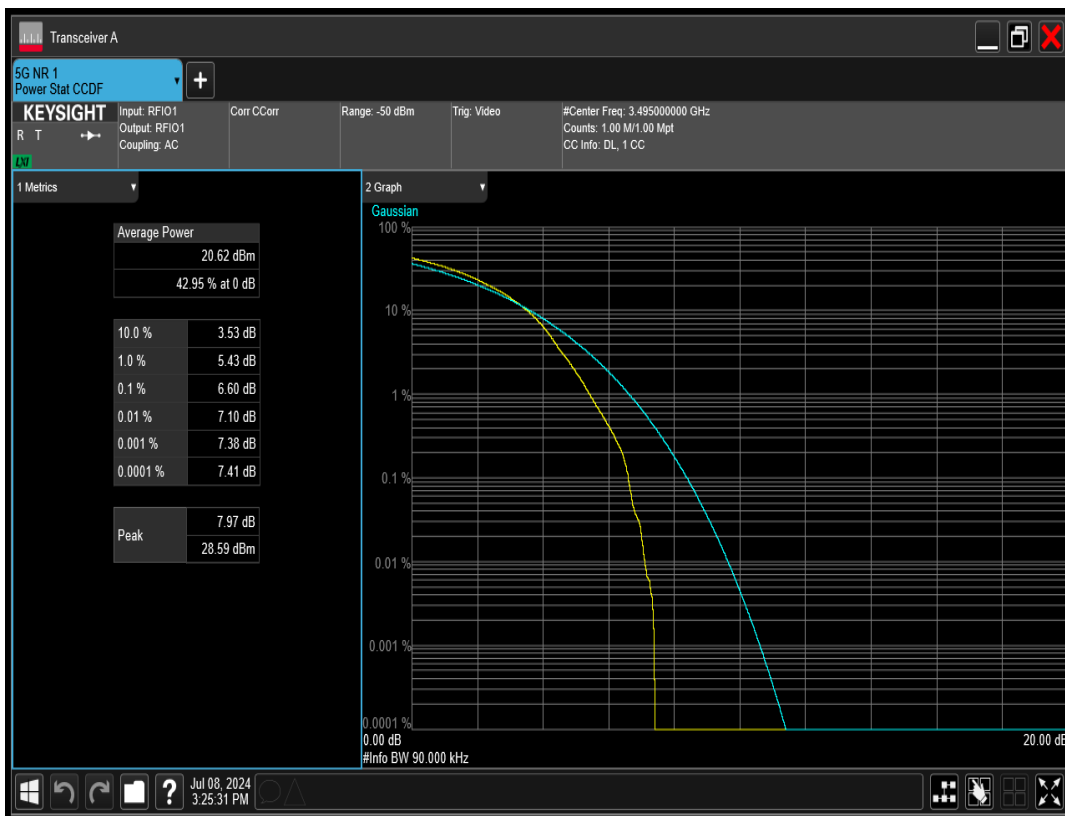 Transceiver A
5G NR 1
Power Stat CCDF
+
KEYSIGHT
R T
LXI
Input: RFIO1
Output: RFIO1
Coupling: AC
Corr CCorr
Range: -50 dBm
Trig: Video
#Center Freq: 3.495000000 GHz
Counts: 1.00 M/1.00 Mpt
CC Info: DL, 1 CC
1 Metrics
Average Power
20.62 dBm
42.95 % at 0 dB
10.0 % 3.53 dB
1.0 % 5.43 dB
0.1 % 6.60 dB
0.01 % 7.10 dB
0.001 % 7.38 dB
0.0001 % 7.41 dB
Peak
7.97 dB
28.59 dBm
2 Graph
Gaussian
100 %
10 %
1 %
0.1 %
0.01 %
0.001 %
0.0001 %
0.00 dB 20.00 dB
#Info BW 90.000 kHz
?
Jul 08, 2024
3:25:31 PM